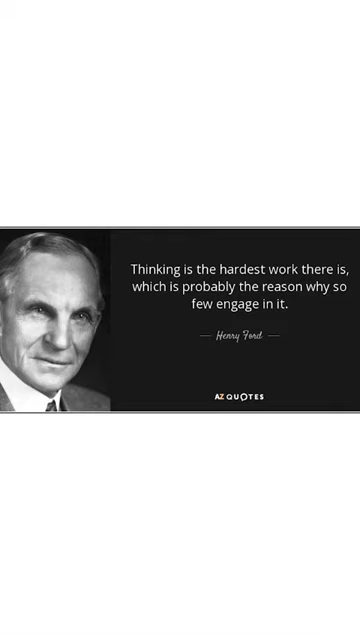 Thinking is the hardest work there is,
which is probably the reason why so
few engage in it.
Henry Ford
AZ QUOTES